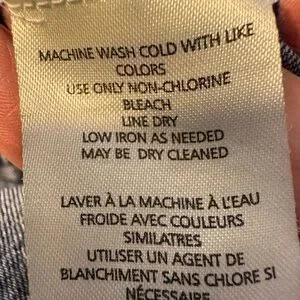 MACHINE WASH COLD WITH LIKE
COLORS
USE ONLY NON-CHLORINE
BLEACH
LINE DRY
LOW IRON AS NEEDED
MAY BE DRY CLEANED
LAVER À LA MACHINE À L'EAU
FROIDE AVEC COULEURS
SIMILATRES
UTILISER UN AGENT DE
BLANCHIMENT SANS CHLORE SI
NÉCESSAIRE